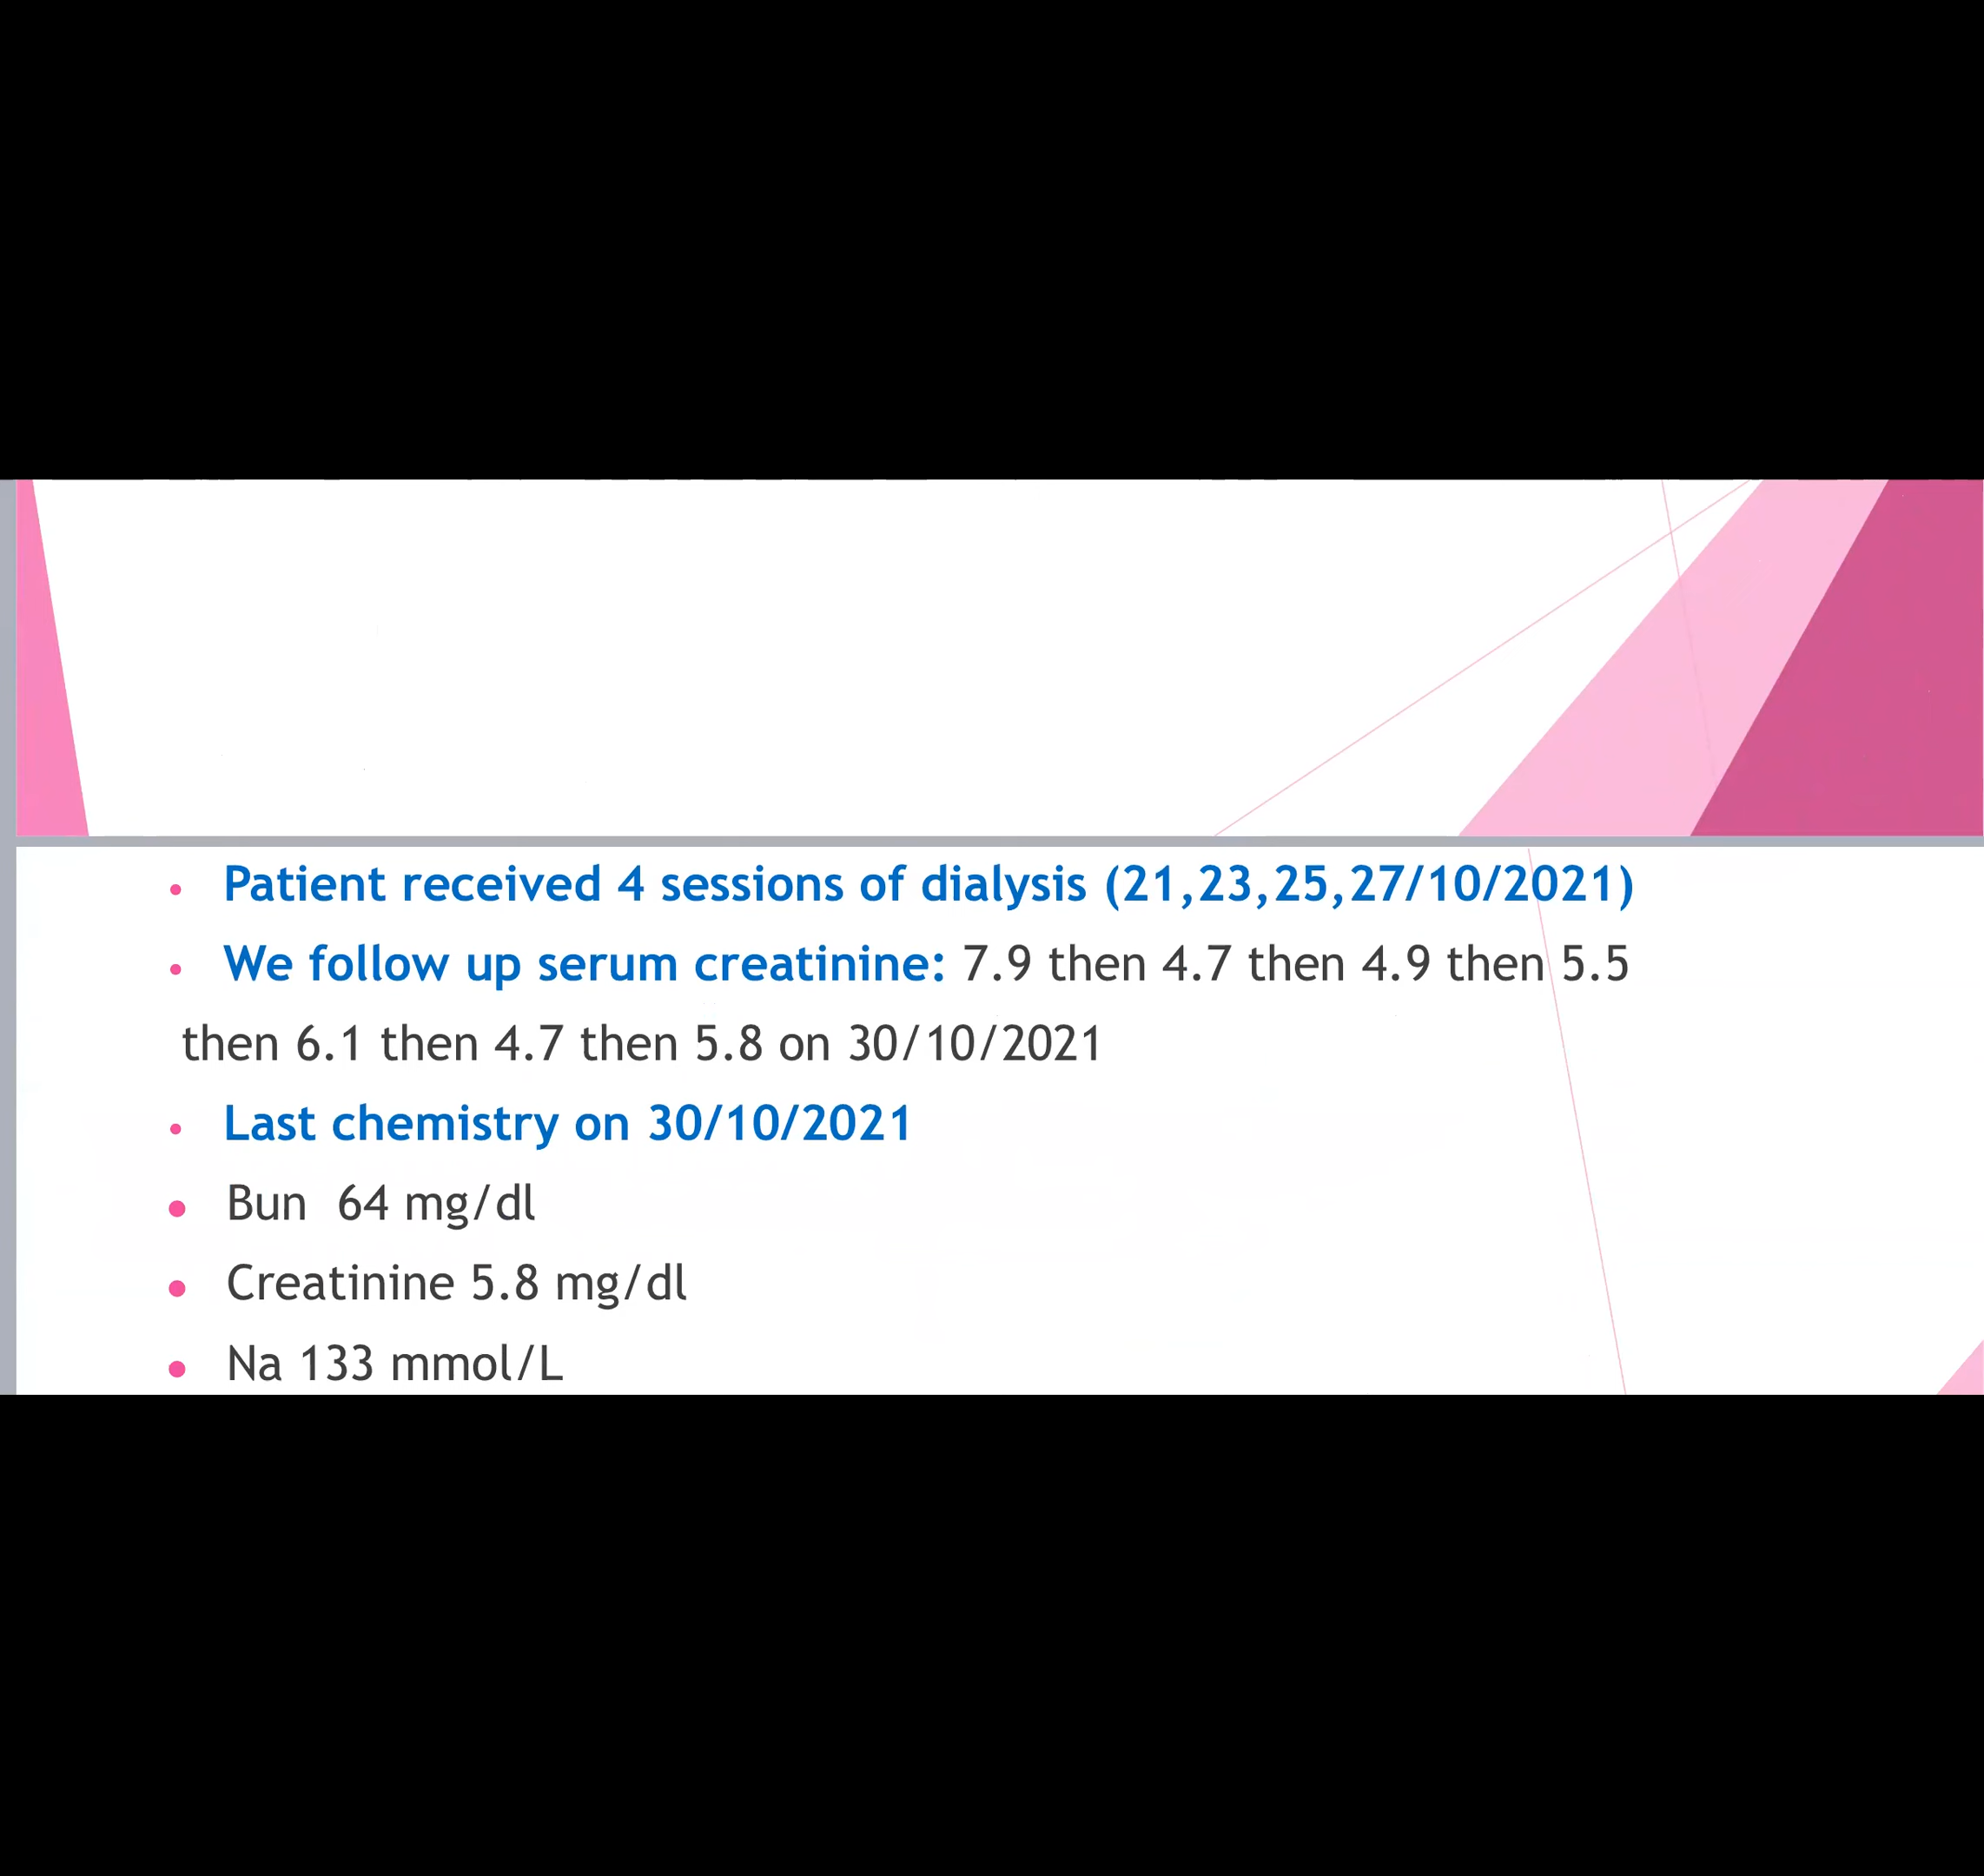 • Patient received 4 sessions of dialysis (21,23,25,27/10/2021)
• We follow up serum creatinine: 7.9 then 4.7 then 4.9 then 5.5
then 6.1 then 4.7 then 5.8 on 30/10/2021
• Last chemistry on 30/10/2021
• Bun 64 mg/dl
• Creatinine 5.8 mg/dl
• Na 133 mmol/L